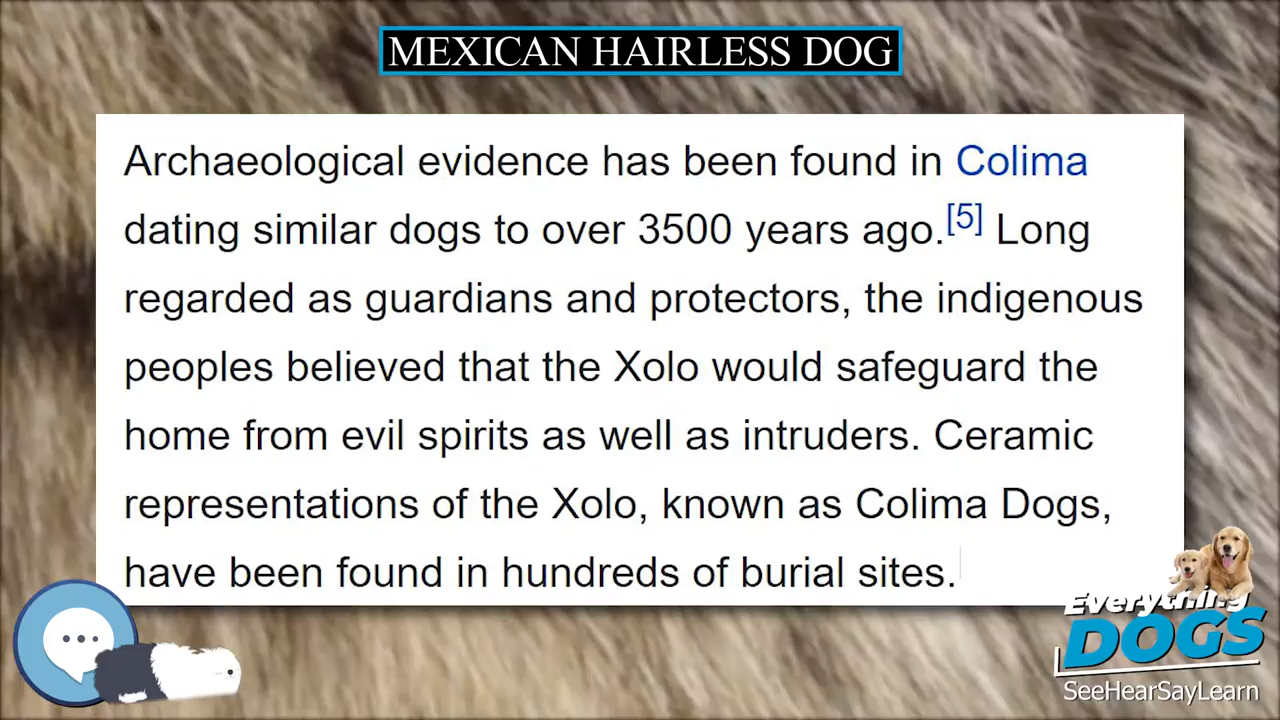 MEXICAN HAIRLESS DOG
Archaeological evidence has been found in Colima
dating similar dogs to over 3500 years ago.[5] Long
regarded as guardians and protectors, the indigenous
peoples believed that the Xolo would safeguard the
home from evil spirits as well as intruders. Ceramic
representations of the Xolo, known as Colima Dogs,
have been found in hundreds of burial sites.
Everything
DOGS
SeeHearSayLearn